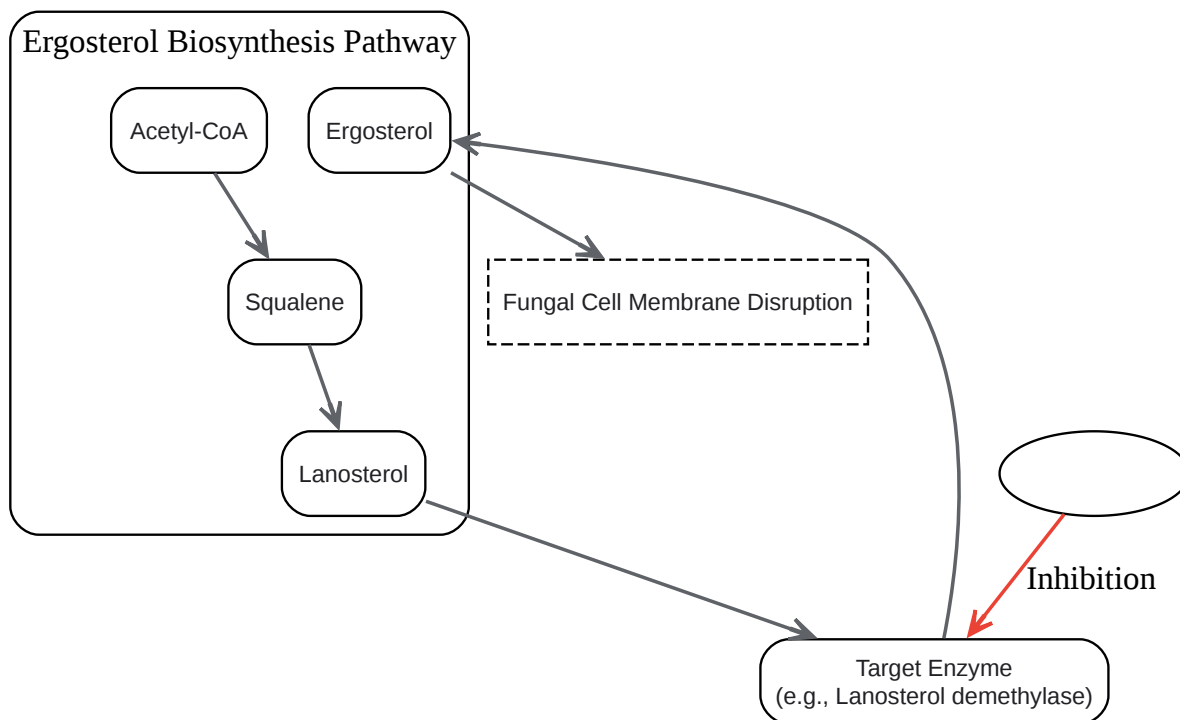 Ergosterol Biosynthesis Pathway
Acetyl-CoA
Ergosterol
Squalene
Fungal Cell Membrane Disruption
Lanosterol
Inhibition
Target Enzyme
(e.g., Lanosterol demethylase)